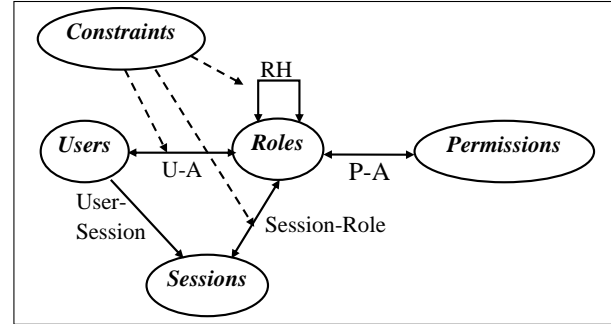 Constraints
RH
Users
Roles
Permissions
U-A
P-A
User-
Session
Session-Role
Sessions